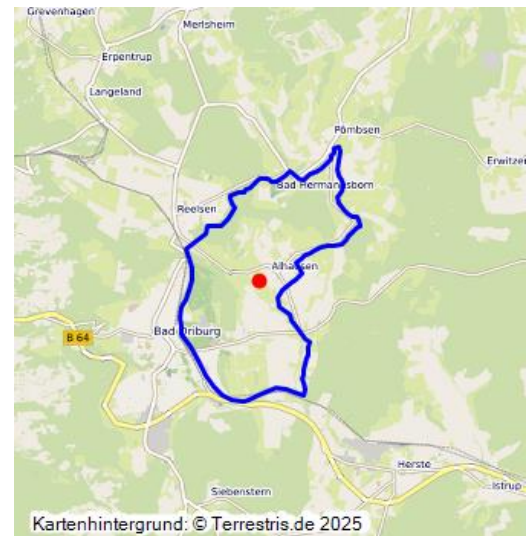 Grevenhagen
Merlsheim
Erpentrup
Langeland
Pömbsen
Erwitzen
Bad Hermannsborn
Reelsen
Alhausen
Bad Driburg
B 64
Herste
Istrup
Siebenstern
Kartenhintergrund: © Terrestris.de 2025